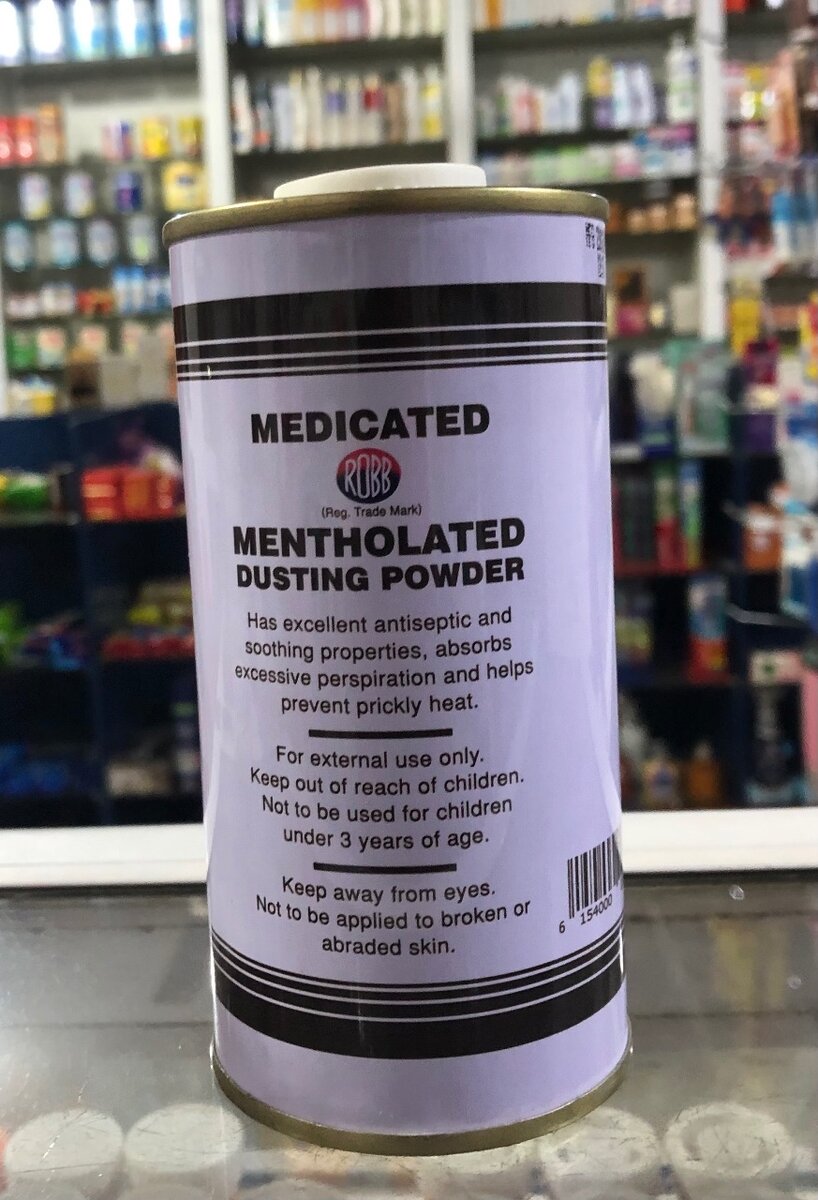 MEDICATED
ROBB
(Reg. Trade Mark)
MENTHOLATED
DUSTING POWDER
Has excellent antiseptic and
soothing properties, absorbs
excessive perspiration and helps
prevent prickly heat.
For external use only.
Keep out of reach of children.
Not to be used for children
under 3 years of age.
Keep away from eyes.
Not to be applied to broken or
abraded skin.
6 154000